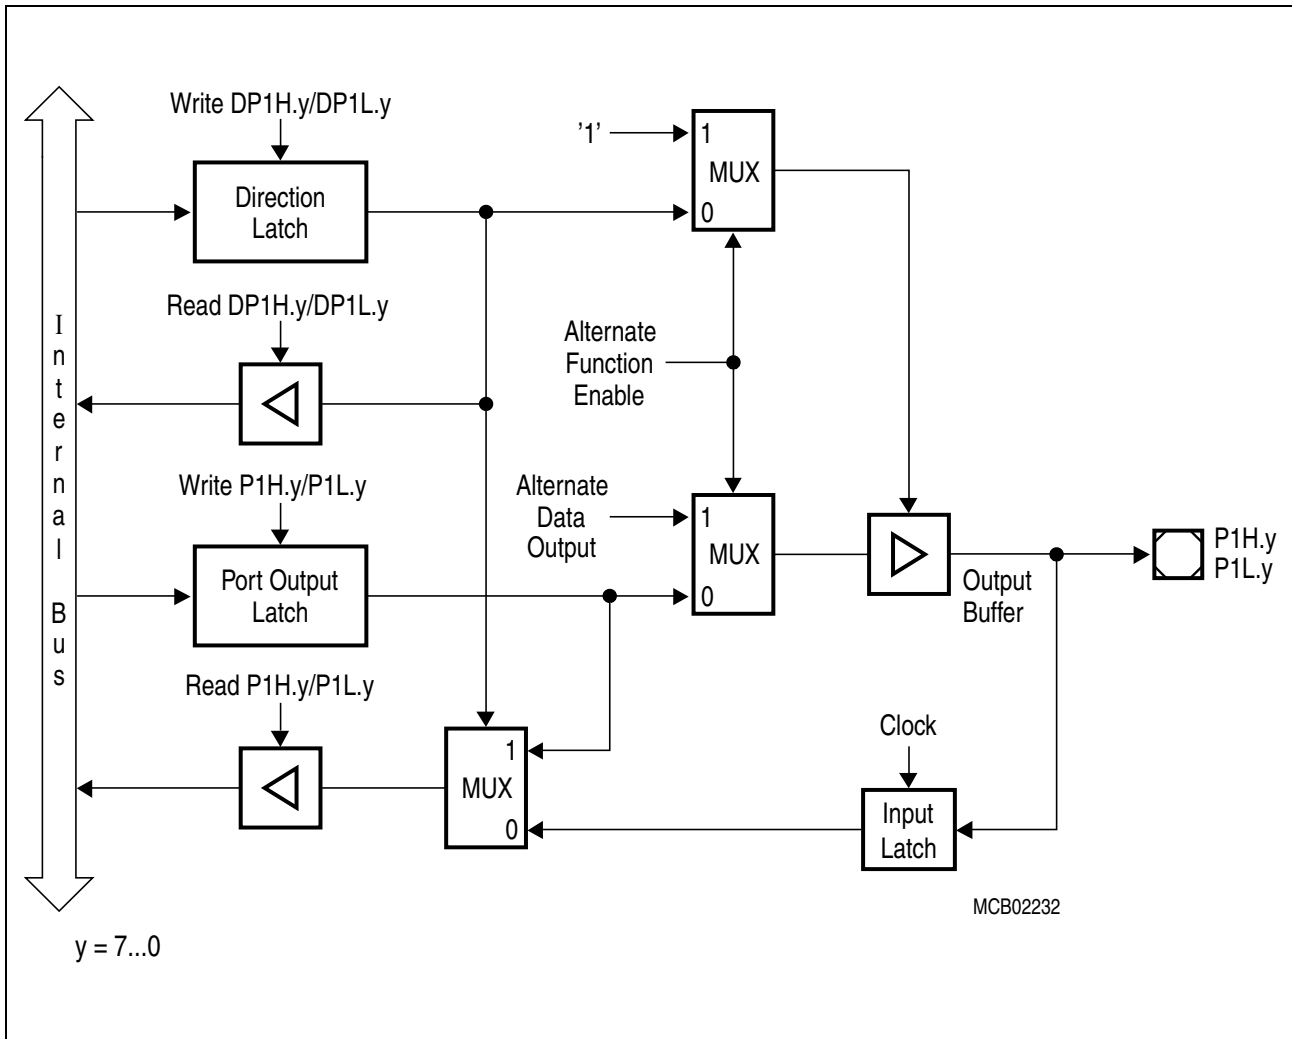 Write DP1H.y/DP1L.y
'1'
1
MUX
0
Direction
Latch
Read DP1H.y/DP1L.y
Internal Bus
Alternate
Function
Enable
Write P1H.y/P1L.y
Alternate
Data
Output
1
MUX
0
P1H.y
P1L.y
Port Output
Latch
Output
Buffer
Read P1H.y/P1L.y
1
MUX
0
Clock
Input
Latch
MCB02232
y = 7...0